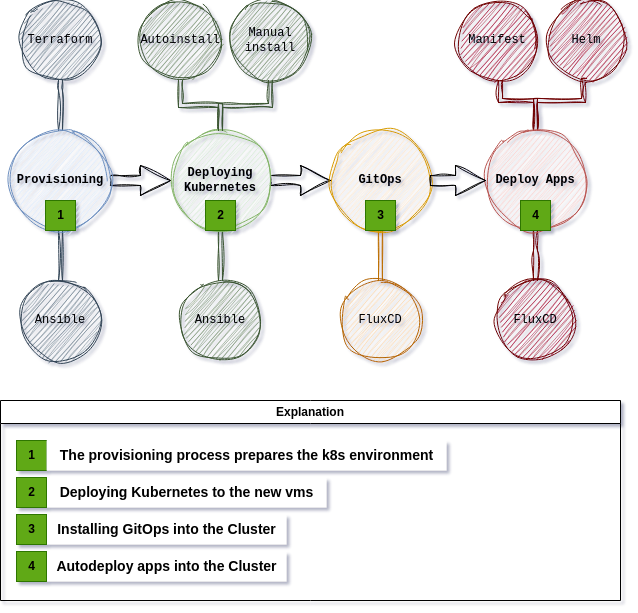 Terraform
Autoinstall
Manual
install
Manifest
Helm
Provisioning
1
Deploying
Kubernetes
2
GitOps
3
Deploy Apps
4
Ansible
Ansible
FluxCD
FluxCD
Explanation
1 The provisioning process prepares the k8s environment
2 Deploying Kubernetes to the new vms
3 Installing GitOps into the Cluster
4 Autodeploy apps into the Cluster